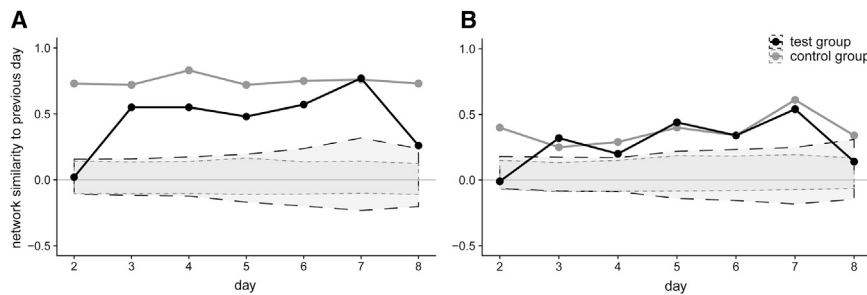 A
B
network similarity to previous day
1.0
0.5
0.0
−0.5
2 3 4 5 6 7 8
day
1.0
0.5
0.0
−0.5
2 3 4 5 6 7 8
day
test group
control group